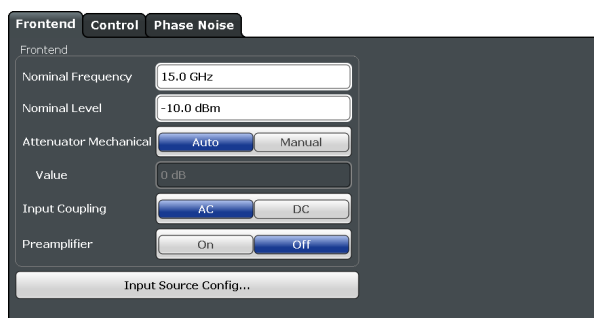 Frontend Control Phase Noise
Frontend
Nominal Frequency 15.0 GHz
Nominal Level -10.0 dBm
Attenuator Mechanical Auto Manual
Value 0 dB
Input Coupling AC DC
Preamplifier On Off
Input Source Config...